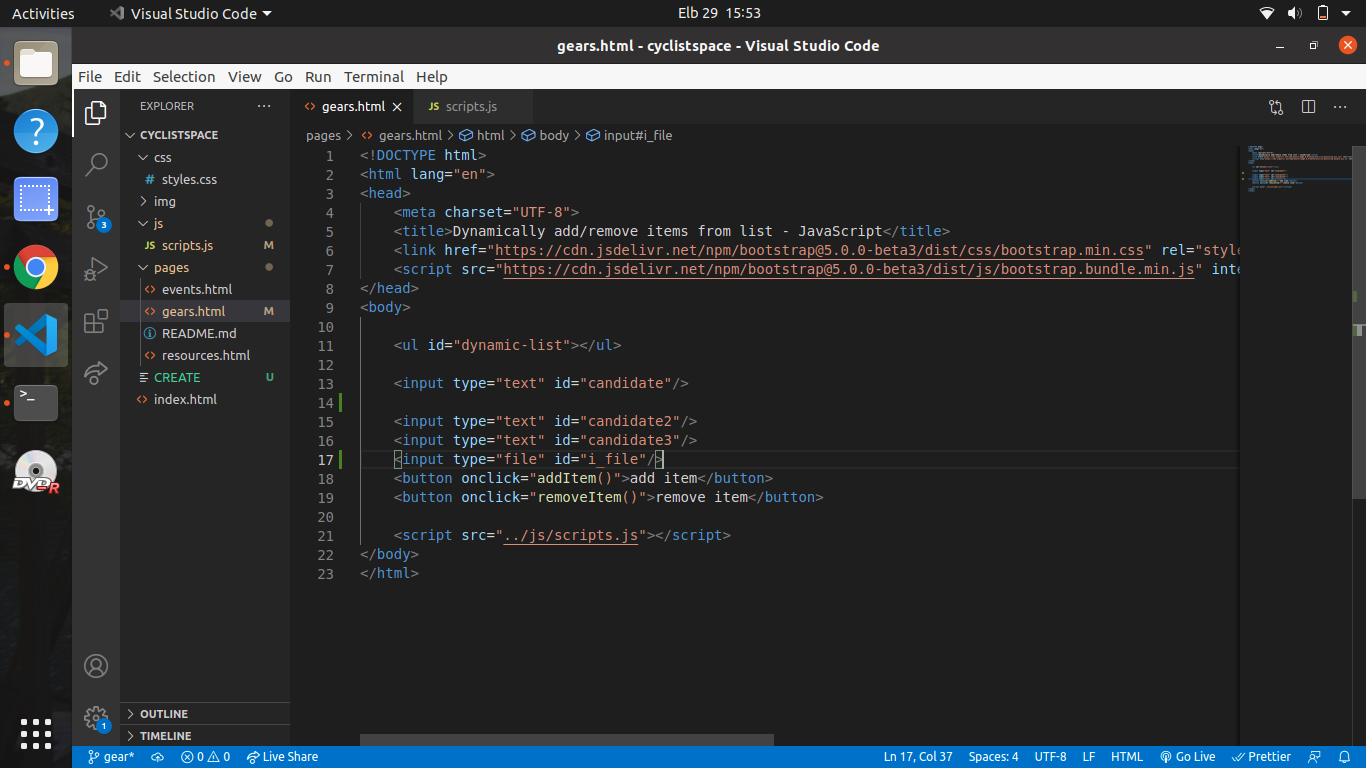 Activities Visual Studio Code Elb 29 15:53
gears.html - cyclistspace - Visual Studio Code
File Edit Selection View Go Run Terminal Help
EXPLORER ···
CYCLISTSPACE
css
# styles.css
img
js
JS scripts.js M
pages
<> events.html
<> gears.html M
README.md
<> resources.html
CREATE U
<> index.html
OUTLINE
TIMELINE
3
1
?
>_
DVD R
<> gears.html JS scripts.js ···
pages > <> gears.html > html > body > input#i_file
1 <!DOCTYPE html>
2 <html lang="en">
3 <head>
4 <meta charset="UTF-8">
5 <title>Dynamically add/remove items from list - JavaScript</title>
6 <link href="https://cdn.jsdelivr.net/npm/bootstrap@5.0.0-beta3/dist/css/bootstrap.min.css" rel="style
7 <script src="https://cdn.jsdelivr.net/npm/bootstrap@5.0.0-beta3/dist/js/bootstrap.bundle.min.js" inte
8 </head>
9 <body>
10
11 <ul id="dynamic-list"></ul>
12
13 <input type="text" id="candidate"/>
14
15 <input type="text" id="candidate2"/>
16 <input type="text" id="candidate3"/>
17 <input type="file" id="i_file"/>
18 <button onclick="addItem()">add item</button>
19 <button onclick="removeItem()">remove item</button>
20
21 <script src="../js/scripts.js"></script>
22 </body>
23 </html>
gear* 0 0 Live Share Ln 17, Col 37 Spaces: 4 UTF-8 LF HTML Go Live Prettier